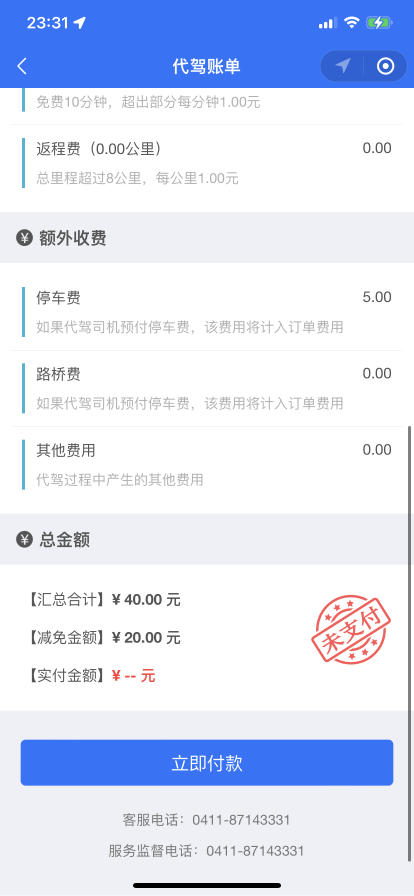 23:31
代驾账单
免费10分钟，超出部分每分钟1.00元
返程费（0.00公里） 0.00
总里程超过8公里，每公里1.00元
¥ 额外收费
停车费 5.00
如果代驾司机预付停车费，该费用将计入订单费用
路桥费 0.00
如果代驾司机预付停车费，该费用将计入订单费用
其他费用 0.00
代驾过程中产生的其他费用
¥ 总金额
【汇总合计】¥ 40.00 元
【减免金额】¥ 20.00 元
【实付金额】¥ -- 元
未支付
立即付款
客服电话：0411-87143331
服务监督电话：0411-87143331